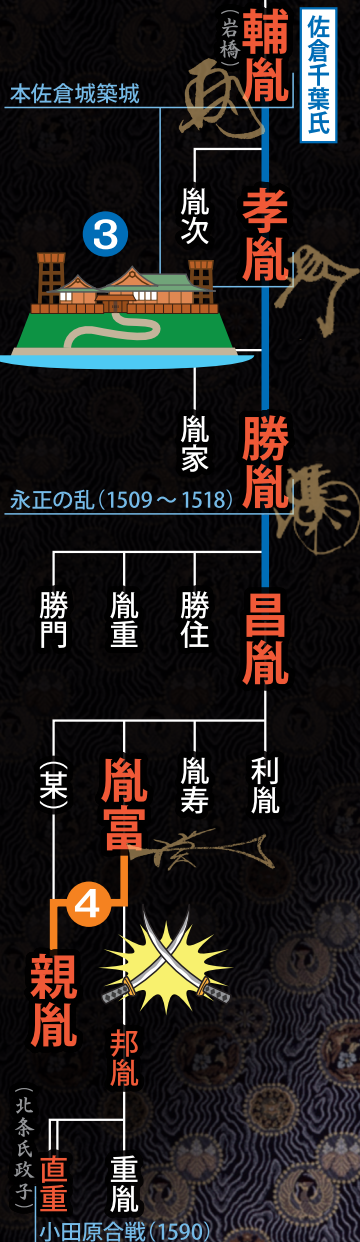 佐倉千葉氏
輔胤
（岩橋）
本佐倉城築城
胤次
孝胤
3
胤家
勝胤
永正の乱（1509～1518）
昌胤
勝住
胤重
勝門
利胤
胤寿
胤富
（某）
4
親胤
邦胤
重胤
直重
（北条氏政子）
小田原合戦（1590）